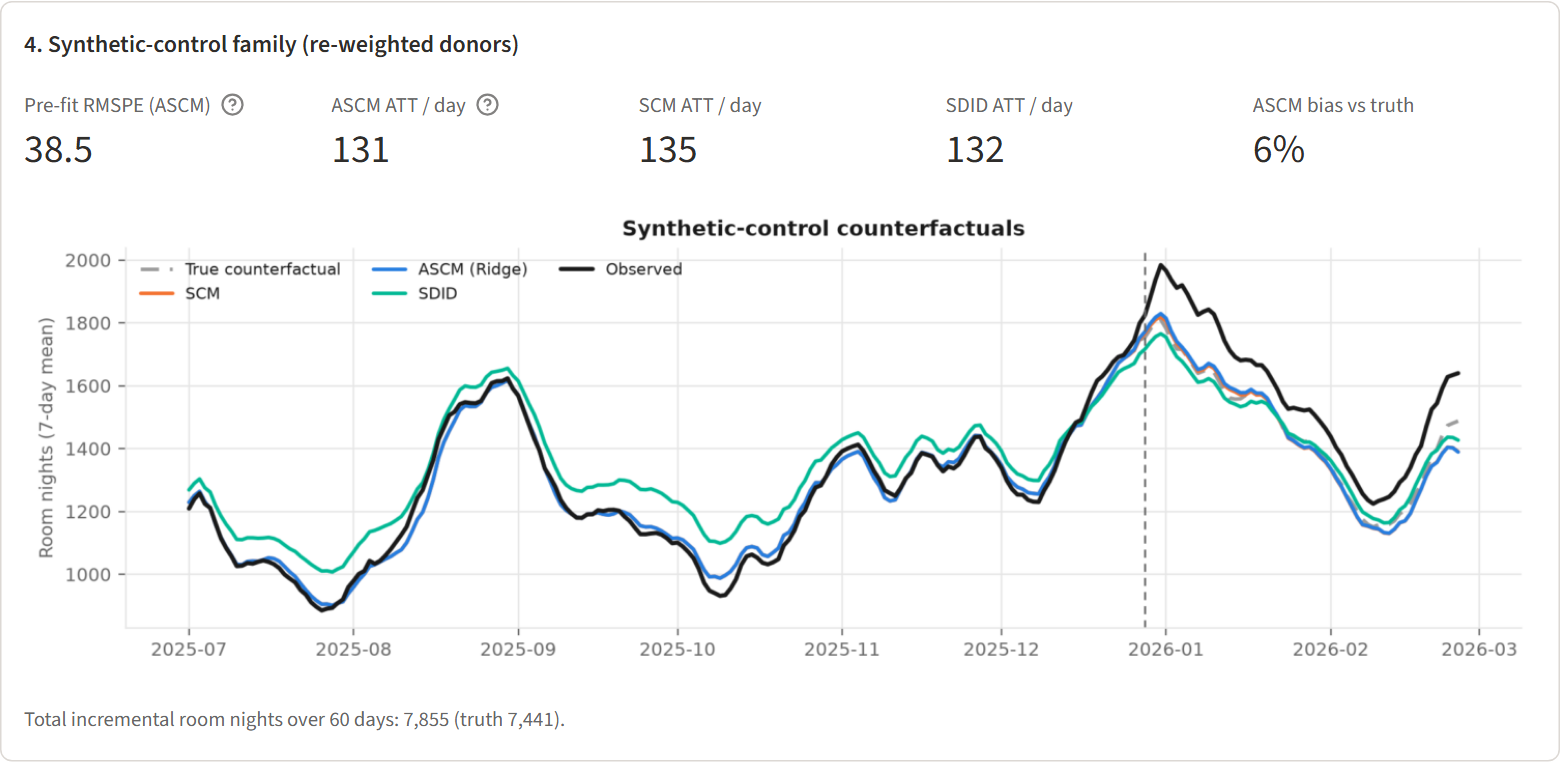 4. Synthetic-control family (re-weighted donors)
Pre-fit RMSPE (ASCM) ?
ASCM ATT / day ?
SCM ATT / day
SDID ATT / day
ASCM bias vs truth
38.5
131
135
132
6%
Synthetic-control counterfactuals
True counterfactual
SCM
ASCM (Ridge)
SDID
Observed
Room nights (7-day mean)
2000
1800
1600
1400
1200
1000
2025-07
2025-08
2025-09
2025-10
2025-11
2025-12
2026-01
2026-02
2026-03
Total incremental room nights over 60 days: 7,855 (truth 7,441).